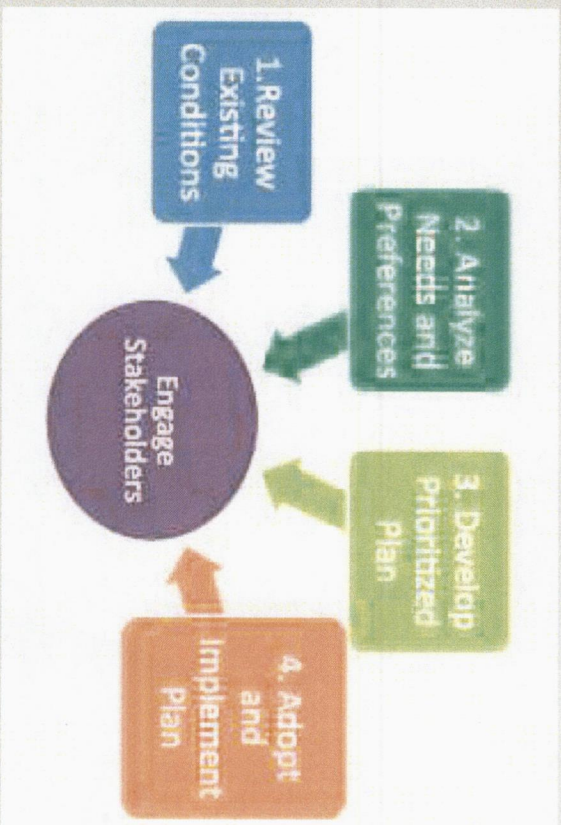 1.Review
Existing
Conditions
2. Analyze
Needs and
Preferences
3. Develop
Prioritized
Plan
4. Adopt
and
Implement
Plan
Engage
Stakeholders